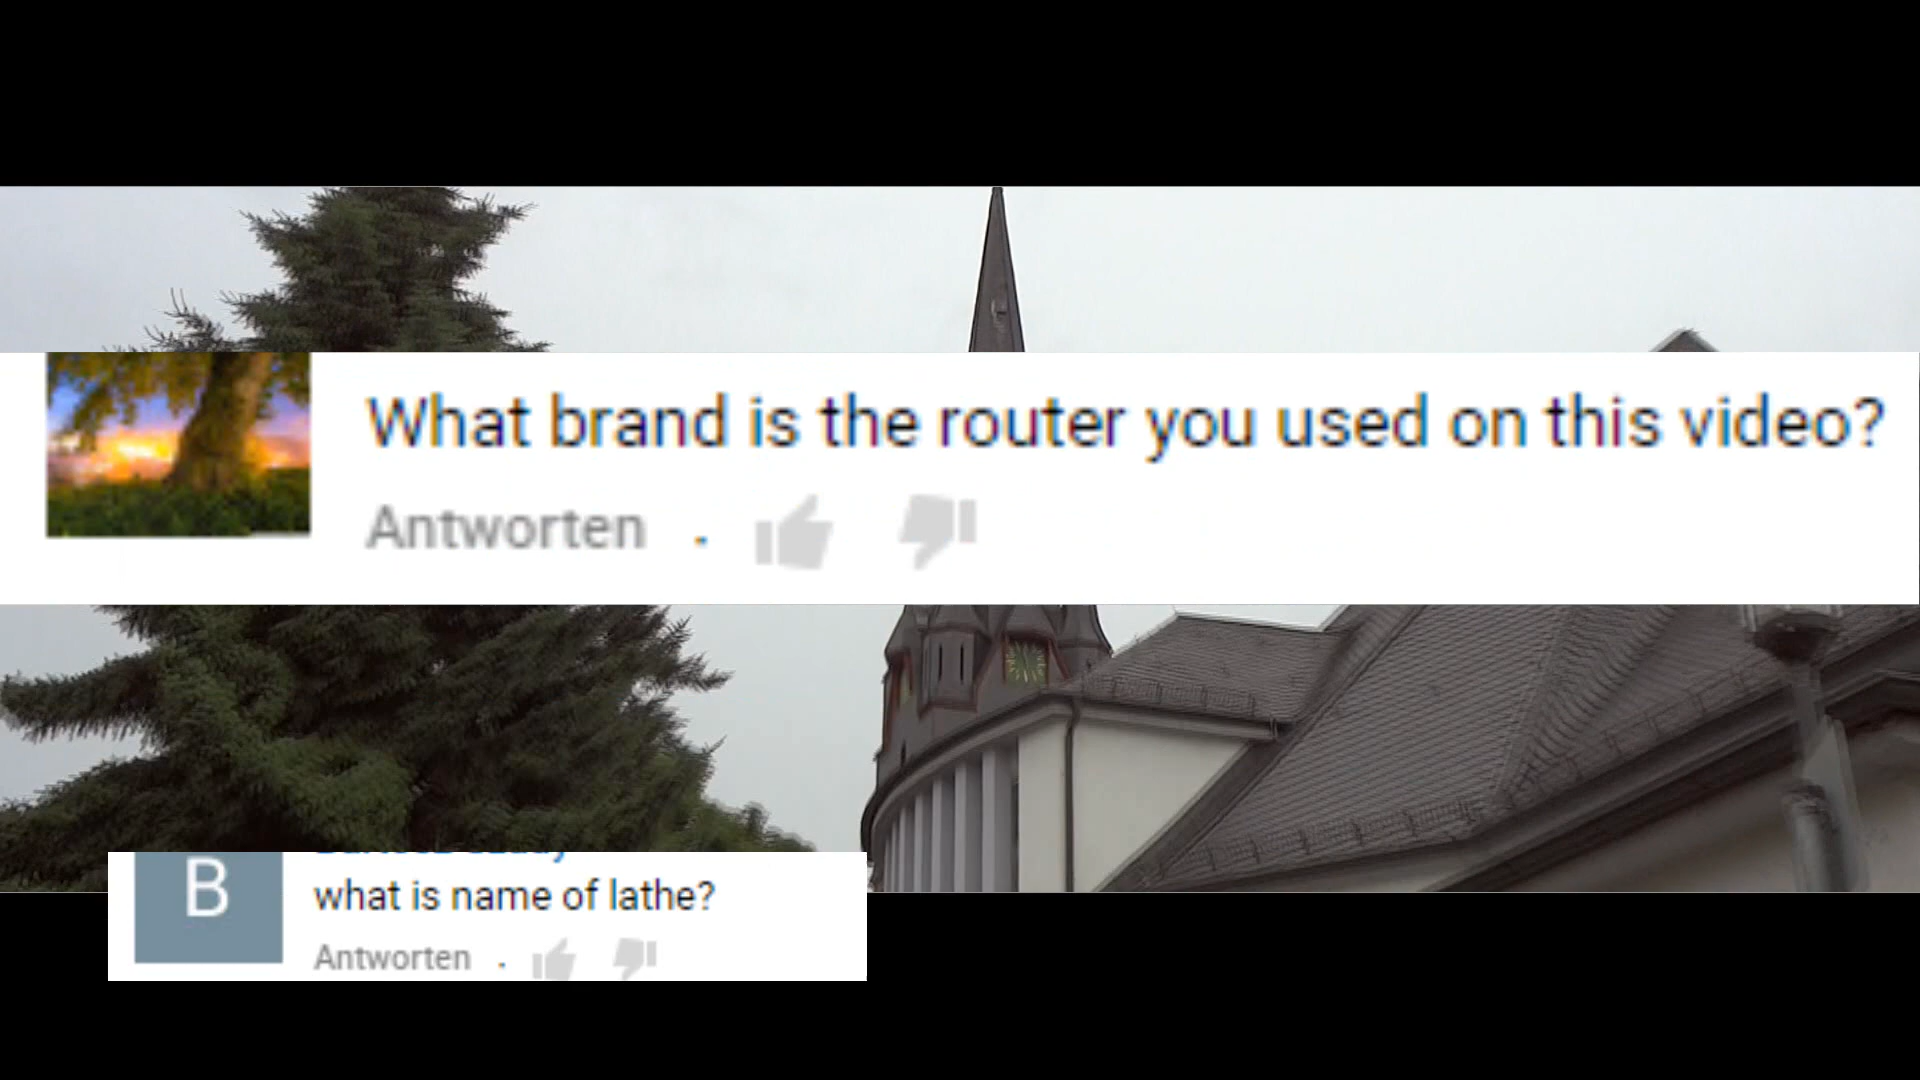 What brand is the router you used on this video?
Antworten
B
what is name of lathe?
Antworten